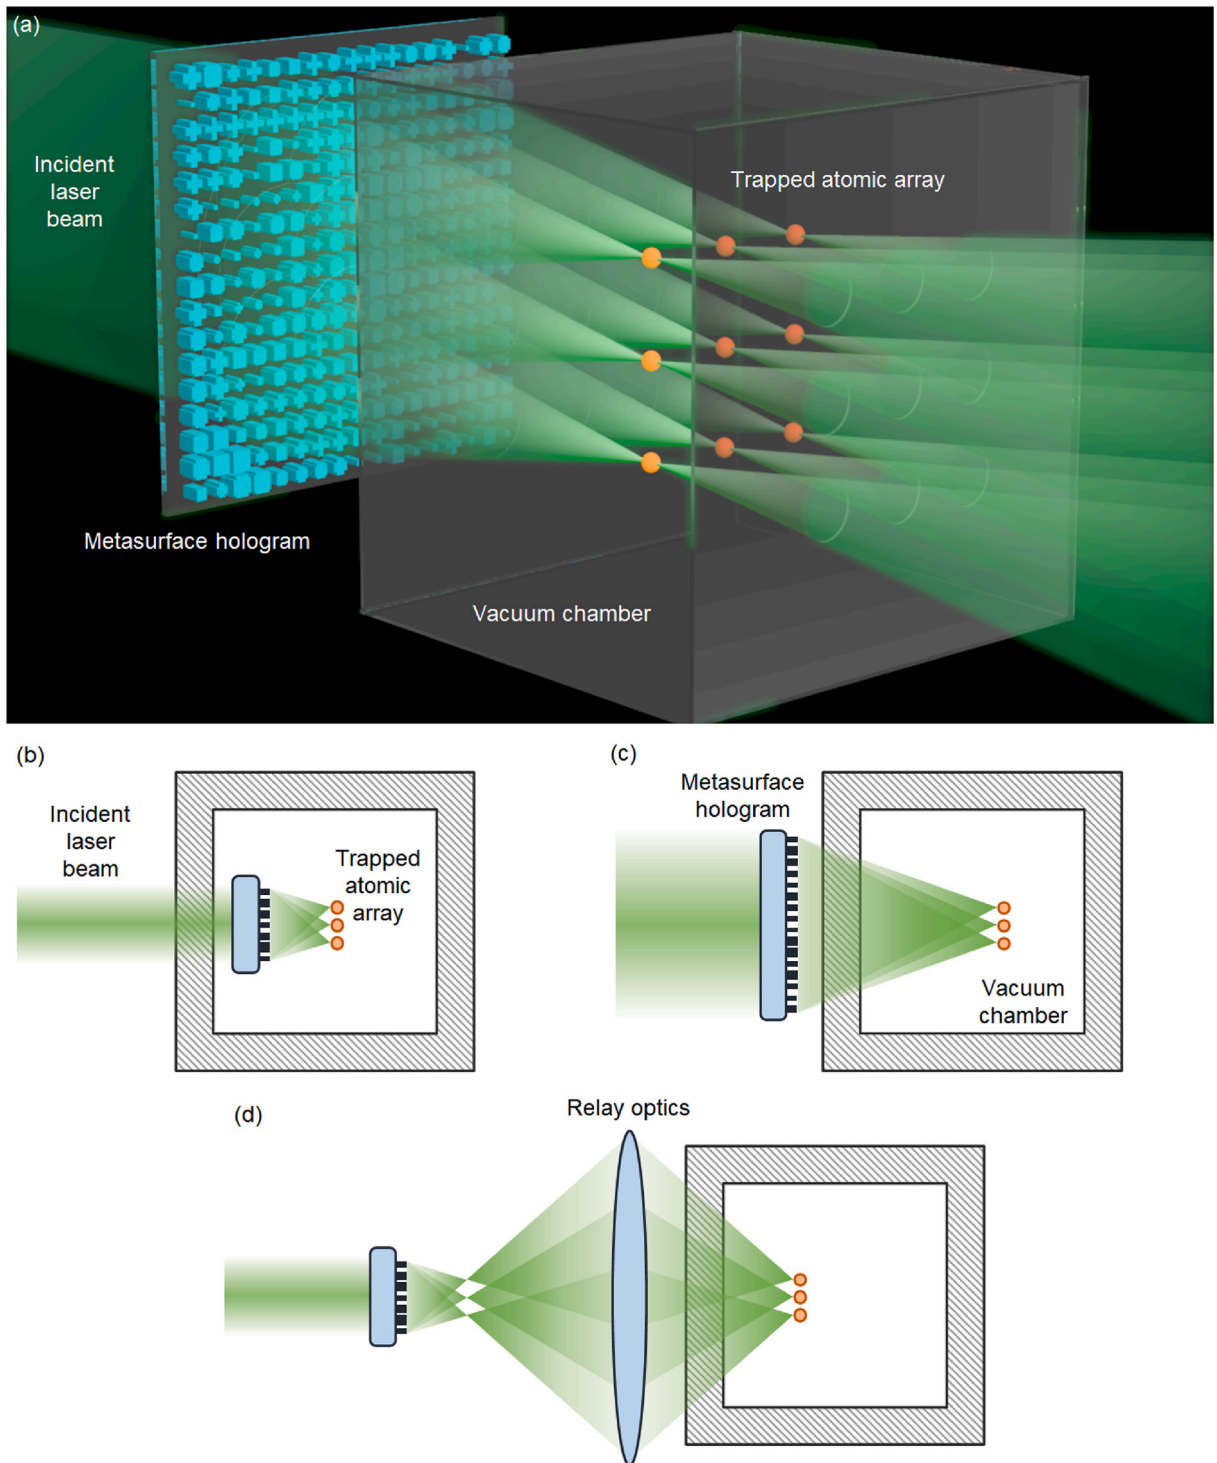 (a)
Incident
laser
beam
Trapped atomic array
Metasurface hologram
Vacuum chamber
(b)
Incident
laser
beam
Trapped
atomic
array
(c)
Metasurface
hologram
Vacuum
chamber
(d)
Relay optics